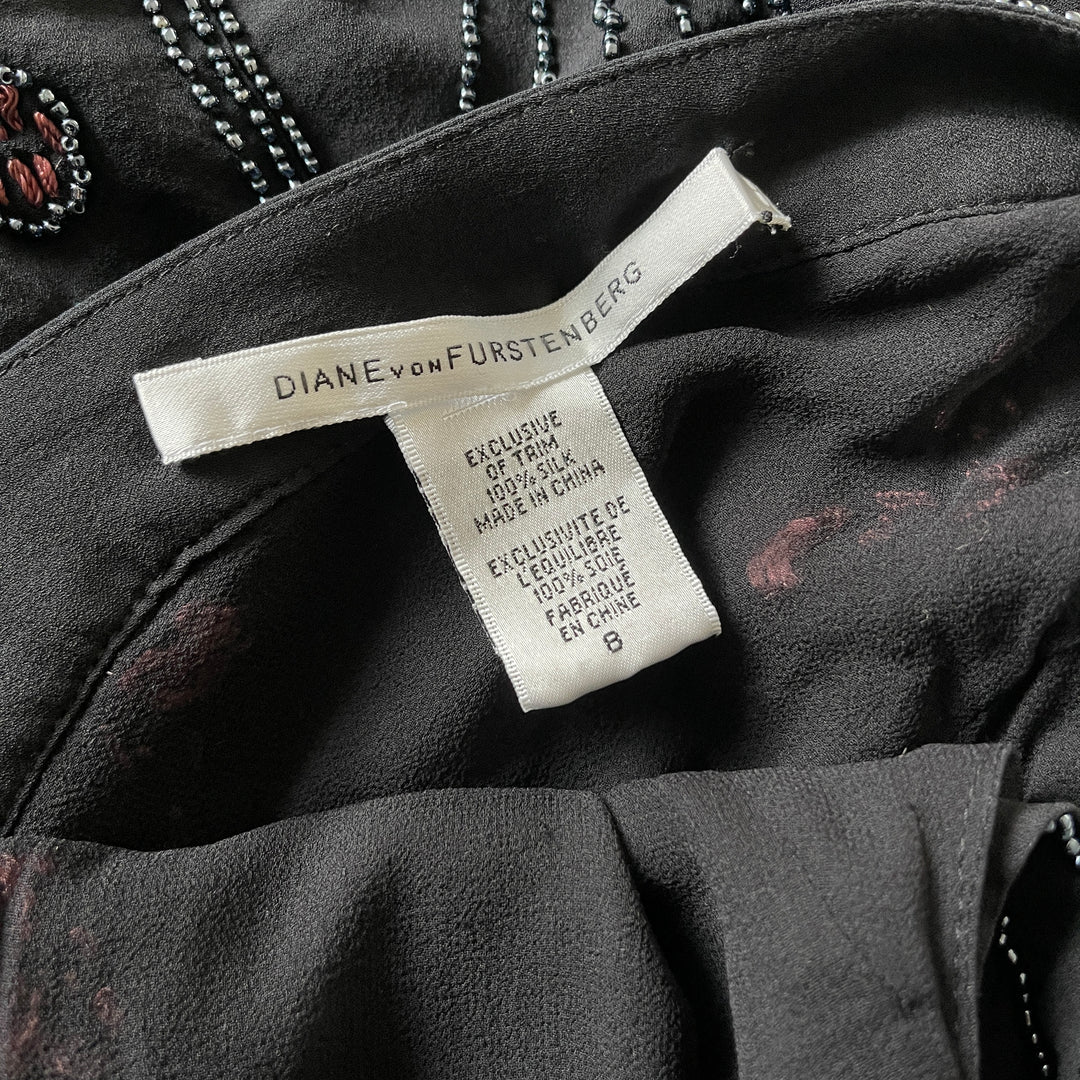 DIANE VON FURSTENBERG
EXCLUSIVE
OF TRIM
100% SILK
MADE IN CHINA
EXCLUSIVITE DE
L'EQUILIBRE
100% SOIE
FABRIQUE
EN CHINE
8